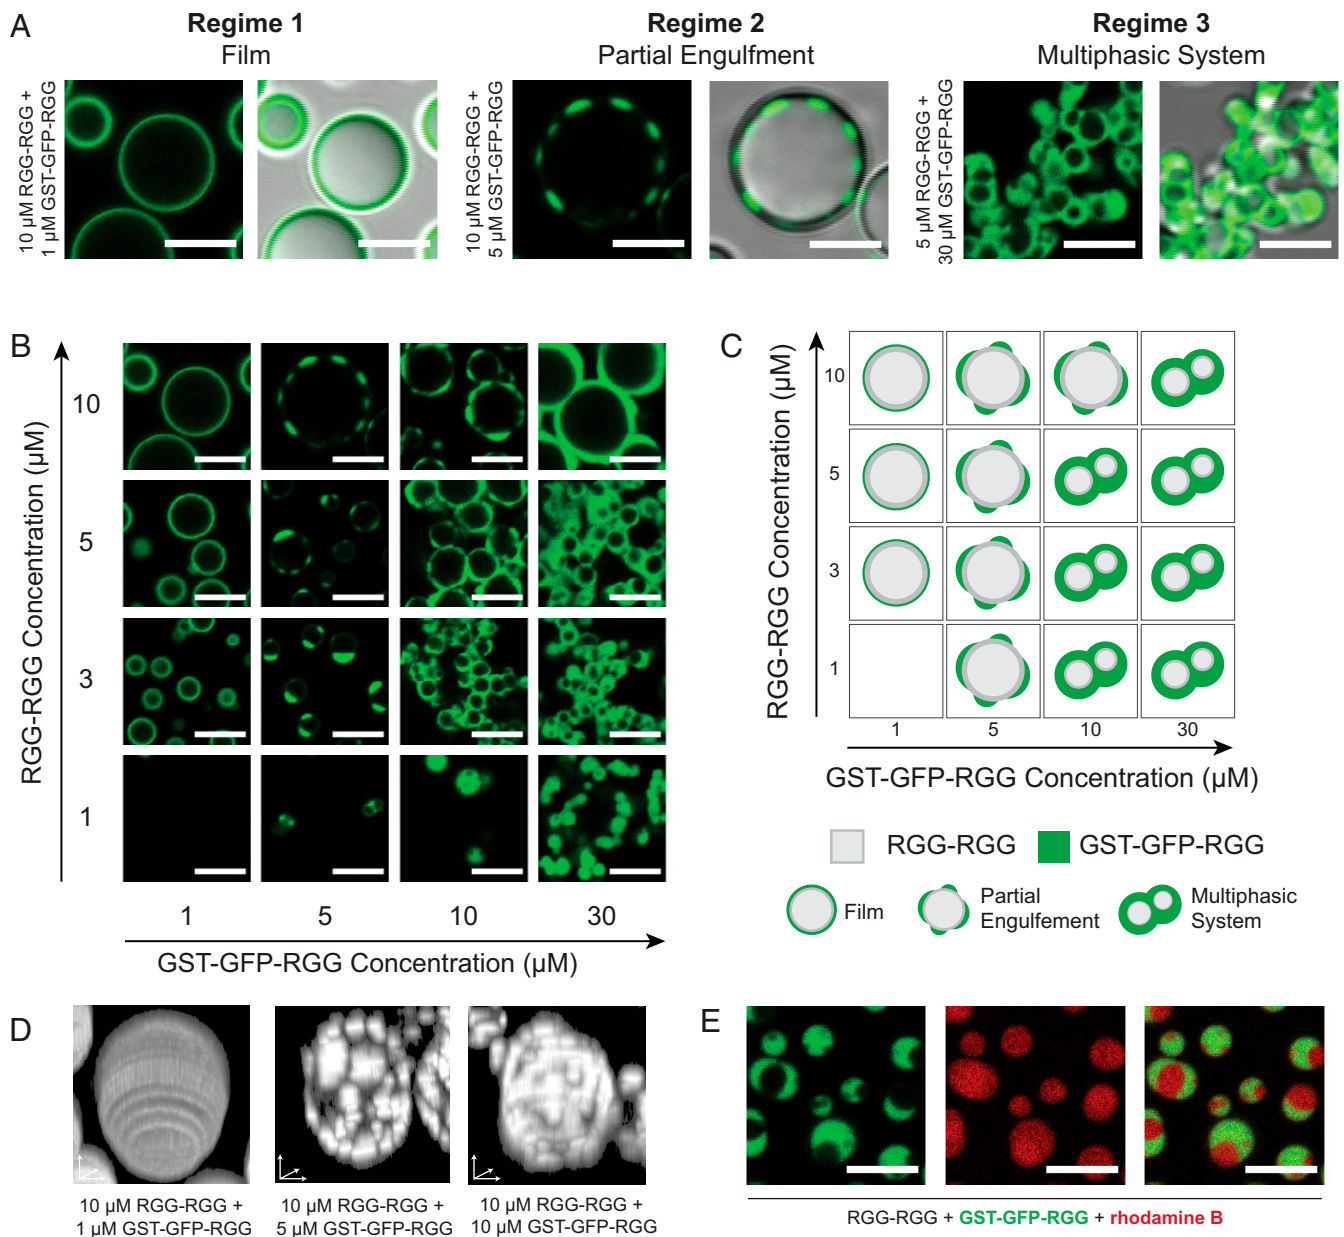 A
Regime 1
Film
Regime 2
Partial Engulfment
Regime 3
Multiphasic System
10 µM RGG-RGG +
1 µM GST-GFP-RGG
10 µM RGG-RGG +
5 µM GST-GFP-RGG
5 µM RGG-RGG +
30 µM GST-GFP-RGG
B
RGG-RGG Concentration (µM)
10
5
3
1
1 5 10 30
GST-GFP-RGG Concentration (µM)
C
RGG-RGG Concentration (µM)
10
5
3
1
1 5 10 30
GST-GFP-RGG Concentration (µM)
RGG-RGG GST-GFP-RGG
Film
Partial
Engulfement
Multiphasic
System
D
10 µM RGG-RGG +
1 µM GST-GFP-RGG
10 µM RGG-RGG +
5 µM GST-GFP-RGG
10 µM RGG-RGG +
10 µM GST-GFP-RGG
E
RGG-RGG + GST-GFP-RGG + rhodamine B